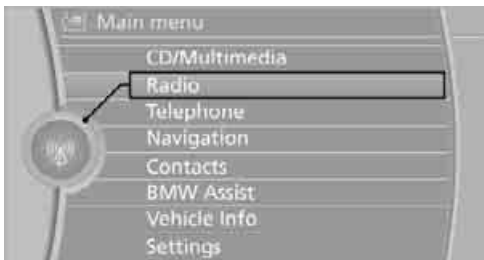 Main menu
CD/Multimedia
Radio
Telephone
Navigation
Contacts
BMW Assist
Vehicle Info
Settings